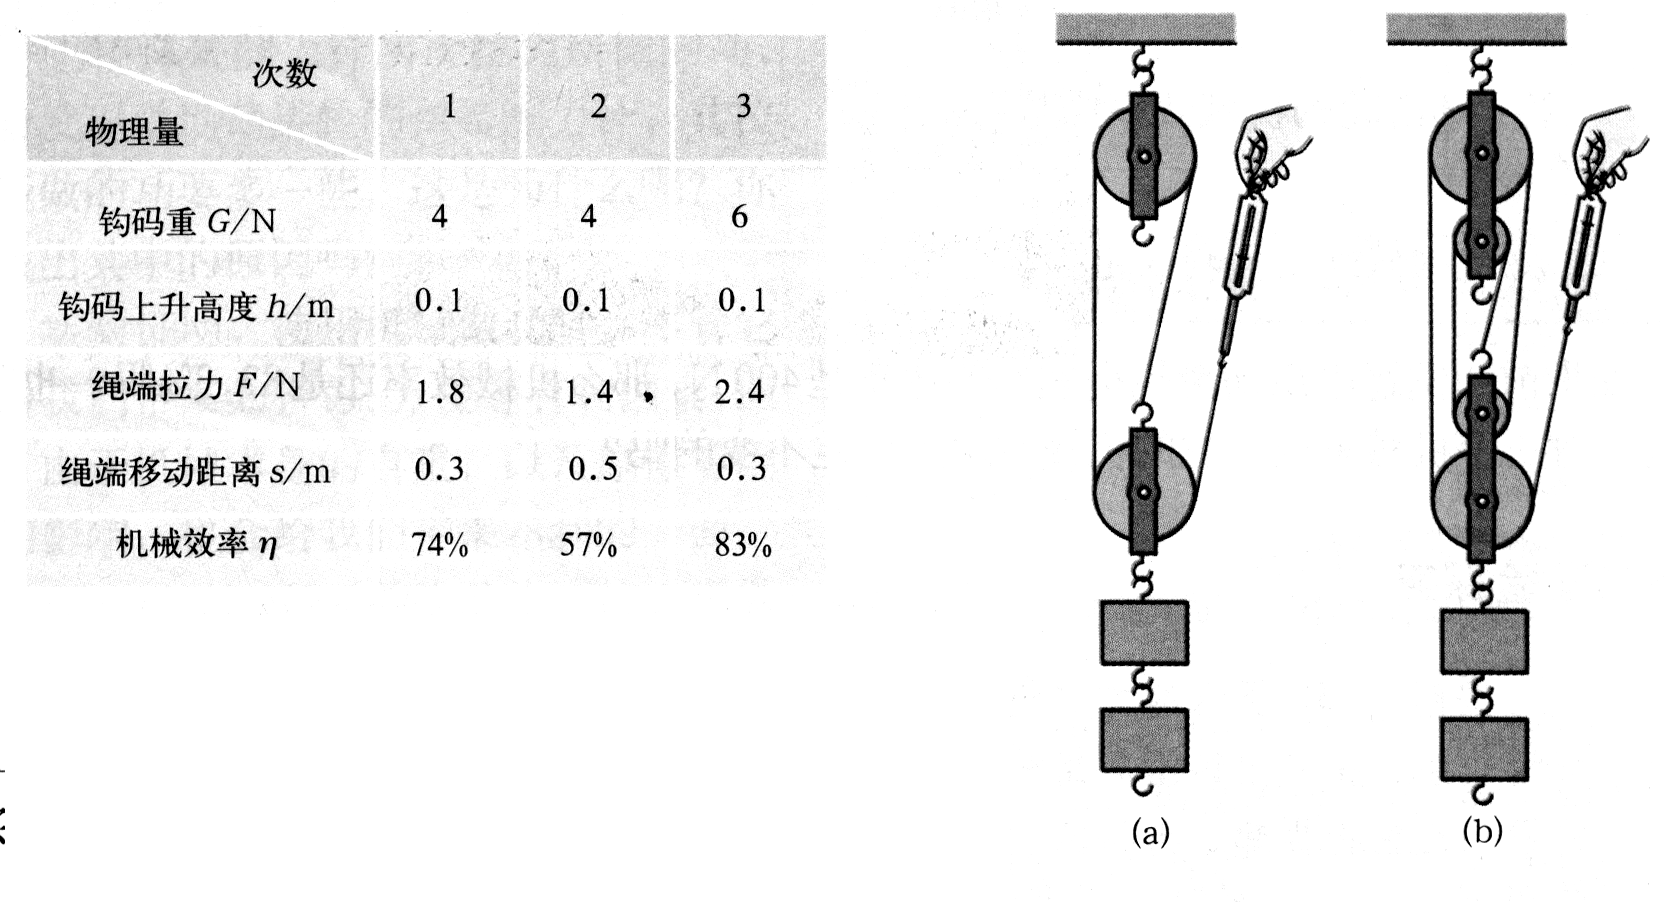 次数
物理量
1 2 3
钩码重 G/N 4 4 6
钩码上升高度 h/m 0.1 0.1 0.1
绳端拉力 F/N 1.8 1.4 2.4
绳端移动距离 s/m 0.3 0.5 0.3
机械效率 η 74% 57% 83%
(a) (b)